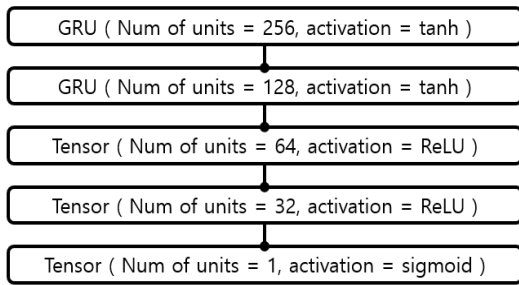 GRU ( Num of units = 256, activation = tanh )
GRU ( Num of units = 128, activation = tanh )
Tensor ( Num of units = 64, activation = ReLU )
Tensor ( Num of units = 32, activation = ReLU )
Tensor ( Num of units = 1, activation = sigmoid )